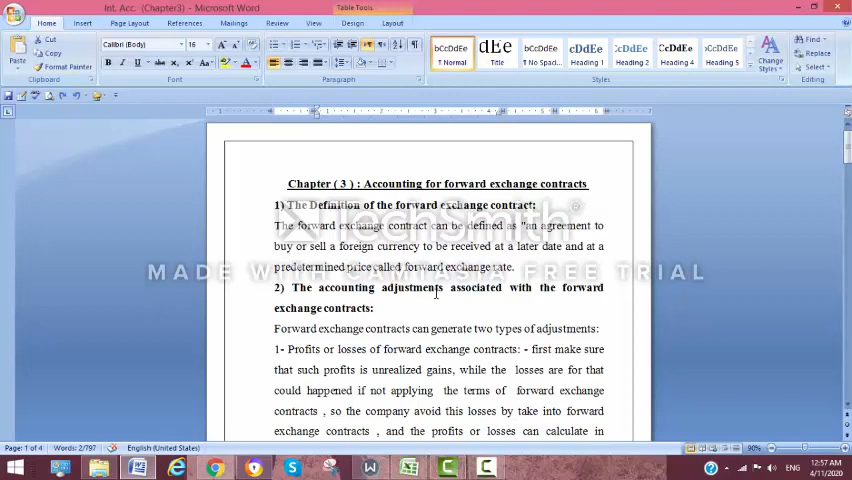 Int. Acc. (Chapter3) - Microsoft Word
Table Tools
Home Insert Page Layout References Mailings Review View Design Layout
Paste
Cut
Copy
Format Painter
Clipboard
Calibri (Body) 16
Font
Paragraph
bCcDdEe dEe bCcDdEe cDdE bCcDdEe bCcDdEe bCcDdEe
¶ Normal Title ¶ No Spaci... Heading 1 Heading 2 Heading 4 Heading 5
Change Styles
Styles
Find
Replace
Select
Editing
Chapter ( 3 ) : Accounting for forward exchange contracts
1) The Definition of the forward exchange contract:
The forward exchange contract can be defined as "an agreement to
buy or sell a foreign currency to be received at a later date and at a
predetermined price called forward exchange rate.
2) The accounting adjustments associated with the forward
exchange contracts:
Forward exchange contracts can generate two types of adjustments:
1- Profits or losses of forward exchange contracts: - first make sure
that such profits is unrealized gains, while the losses are for that
could happened if not applying the terms of forward exchange
contracts , so the company avoid this losses by take into forward
exchange contracts , and the profits or losses can calculate in
TechSmith®
MADE WITH CAMTASIA FREE TRIAL
Page: 1 of 4 Words: 2/797 English (United States) 90%
ENG
12:57 AM
4/11/2020